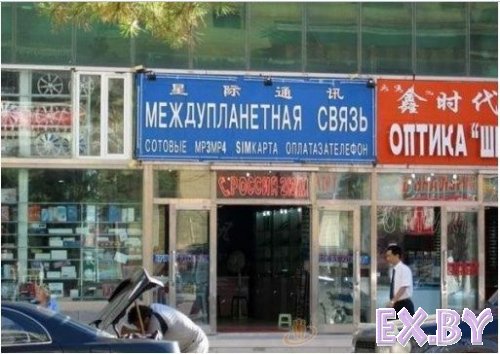 星际通讯
МЕЖДУПЛАНЕТНАЯ СВЯЗЬ
СОТОВЫЕ MP3MP4 SIMКАРТА ОПЛАТАЗАТЕЛЕФОН
鑫时代
ОПТИКА "Ш
С РОССИЯ
EX.BY